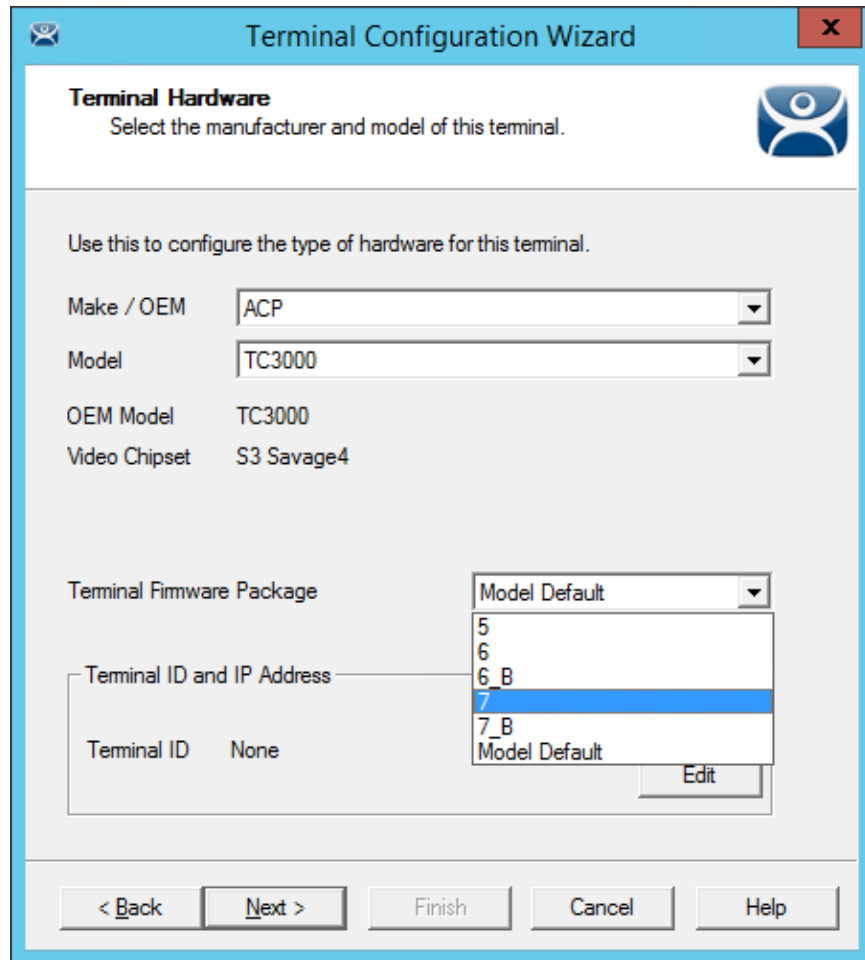 Terminal Configuration Wizard
x
Terminal Hardware
Select the manufacturer and model of this terminal.
Use this to configure the type of hardware for this terminal.
Make / OEM ACP
Model TC3000
OEM Model TC3000
Video Chipset S3 Savage4
Terminal Firmware Package Model Default
5
6
6_B
7
7_B
Model Default
Terminal ID and IP Address
Terminal ID None
Edit
< Back Next > Finish Cancel Help